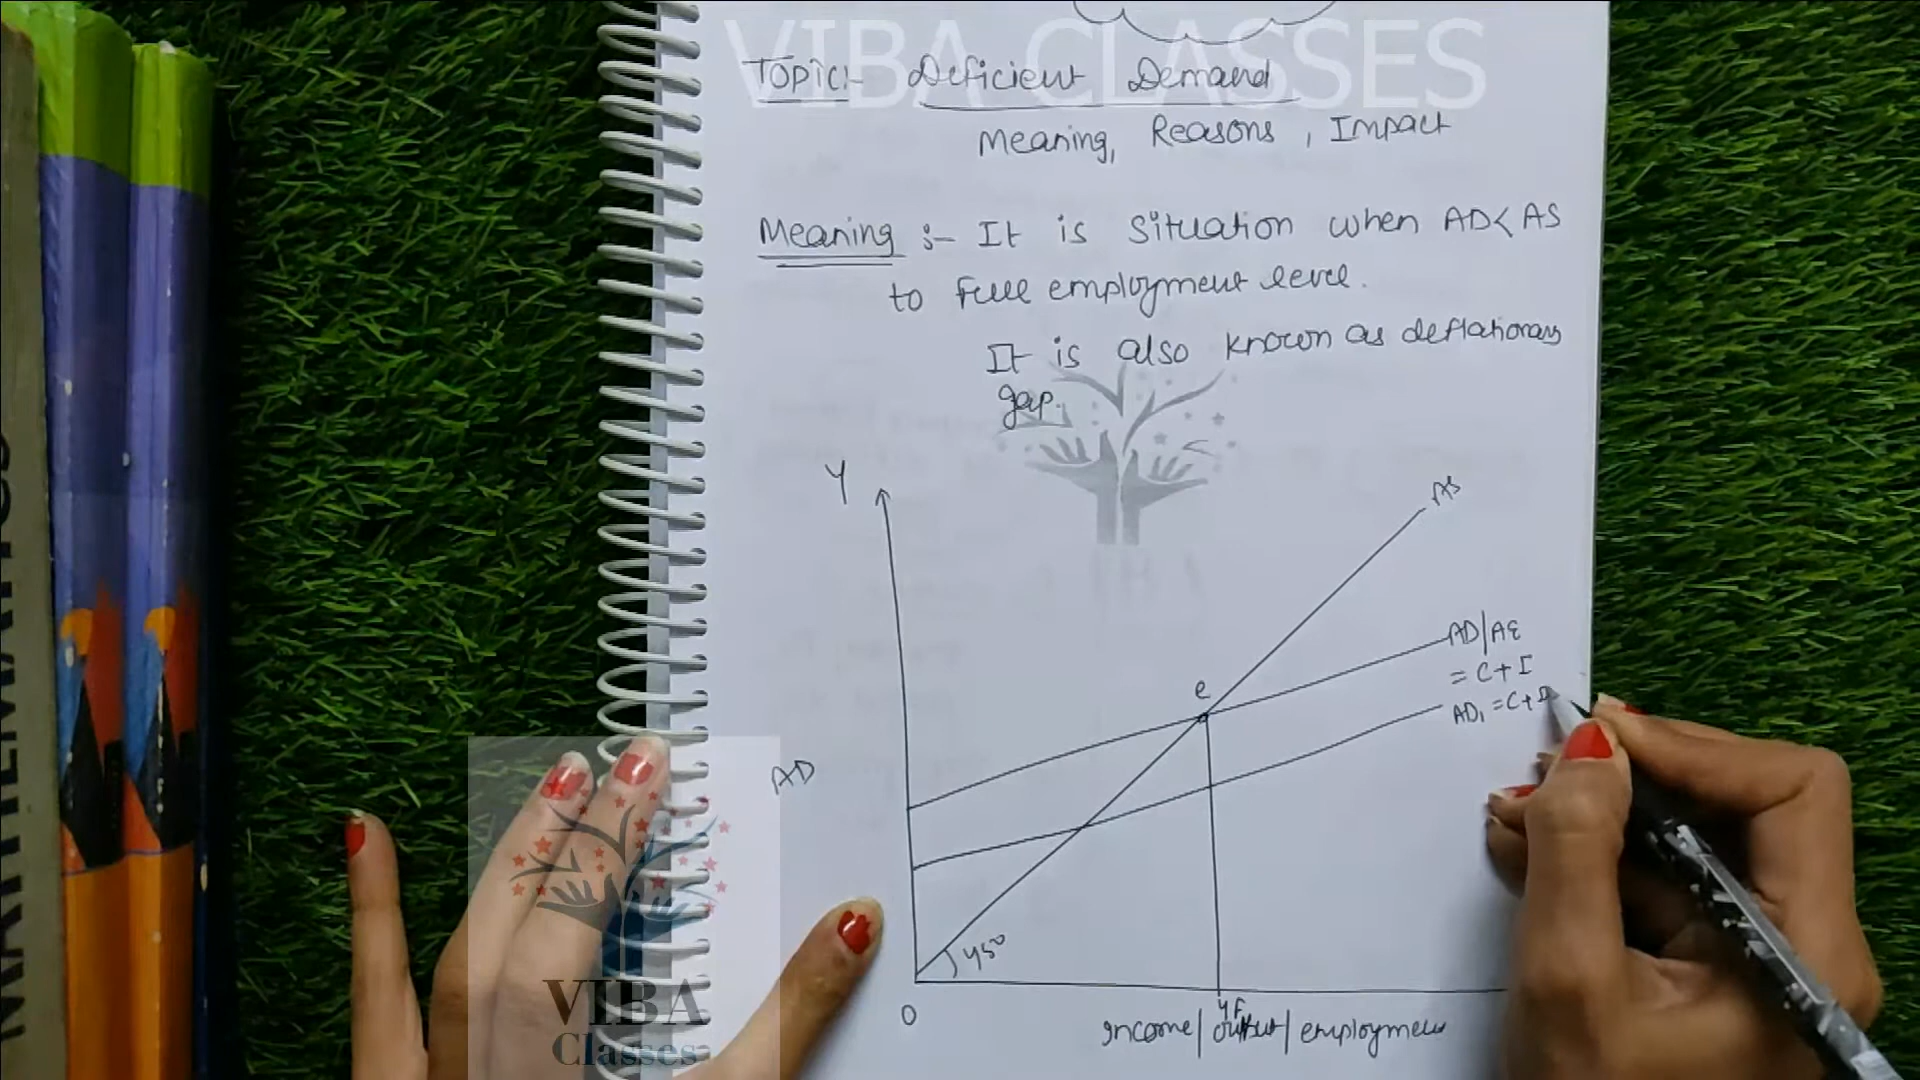 VIBA CLASSES
Topic:- Deficient Demand
Meaning, Reasons, Impact
Meaning :- It is situation when AD< AS
to full employment level.
It is also known as deflationary
gap.
Y
AS
AD/AE
= C+I
e
AD₁ = C+I
AD
45°
O
YF
income/ output/ employment
VIBA
Classes